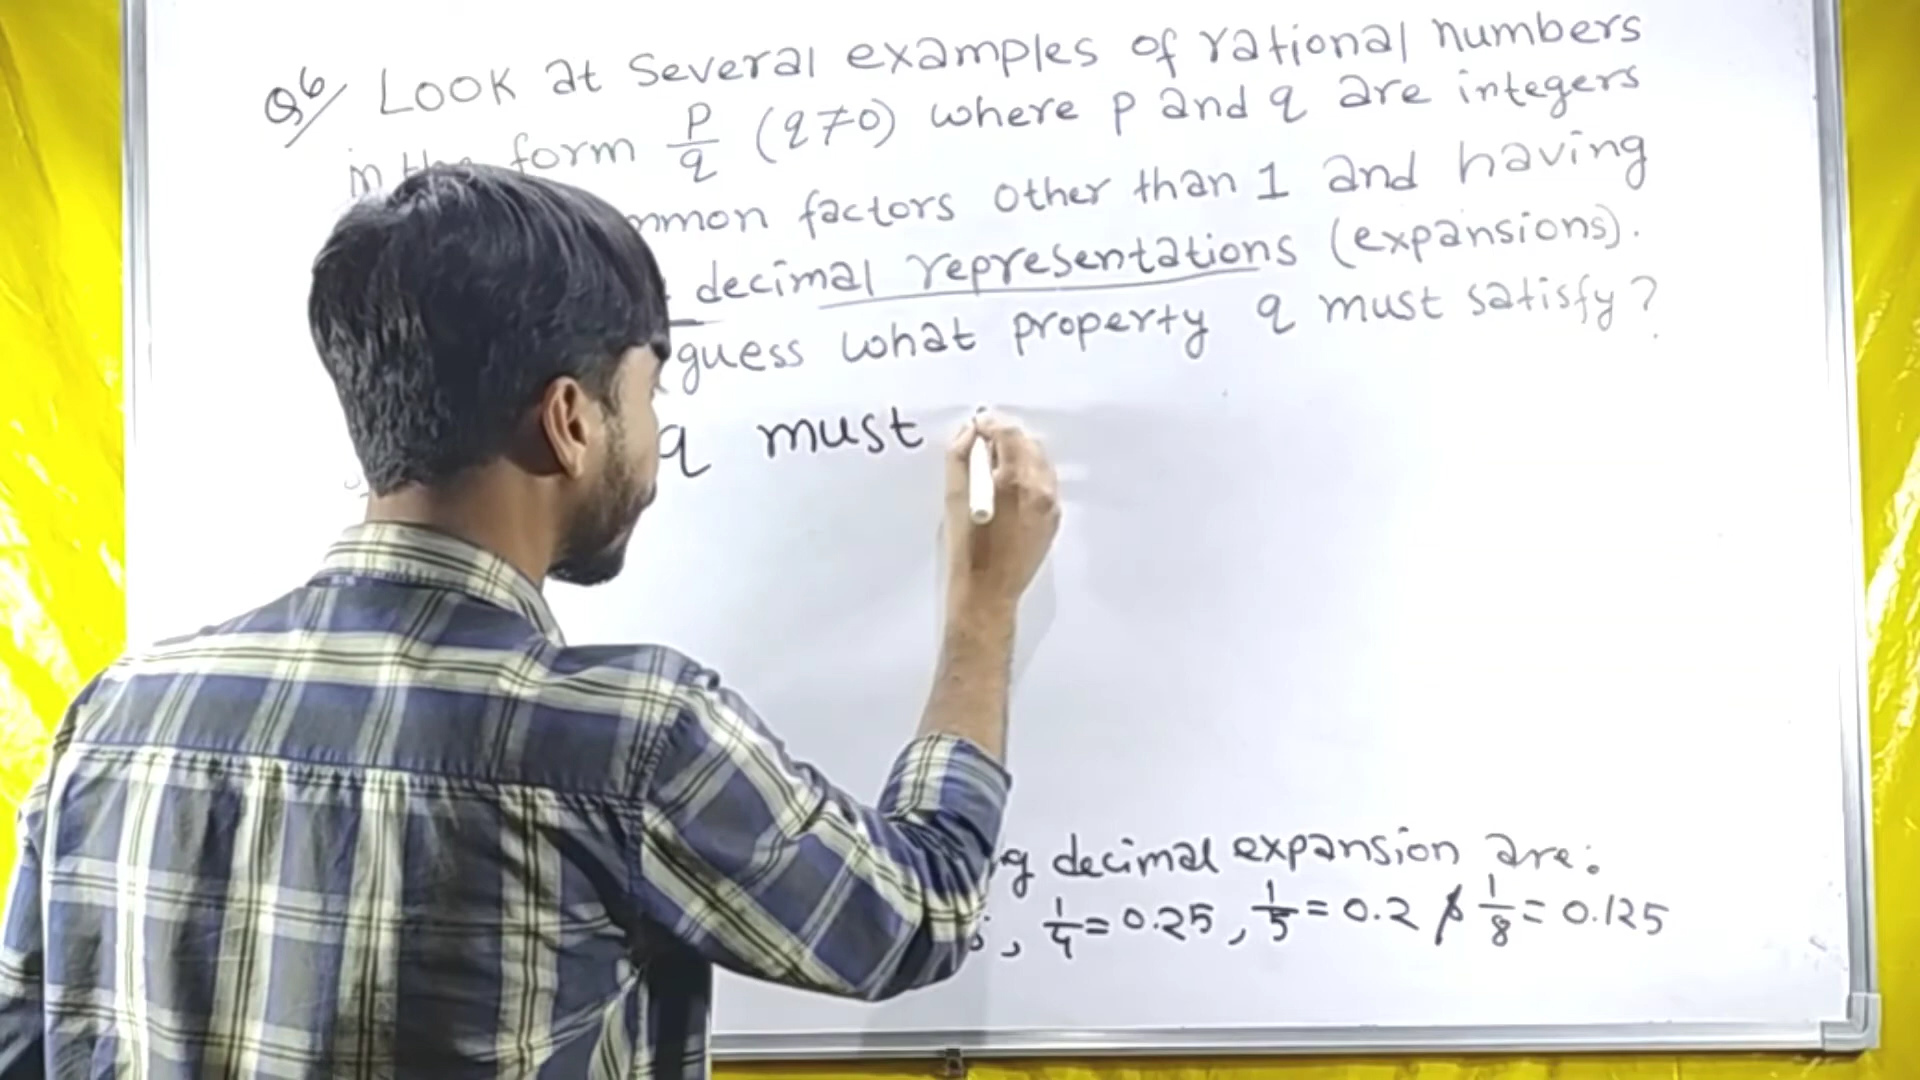 Q6 Look at several examples of rational numbers
in the form p/q (q≠0) where p and q are integers
mmon factors other than 1 and having
decimal representations (expansions).
guess what property q must satisfy?
q must
g decimal expansion are:
, 1/4 = 0.25, 1/5 = 0.2 1/8 = 0.125